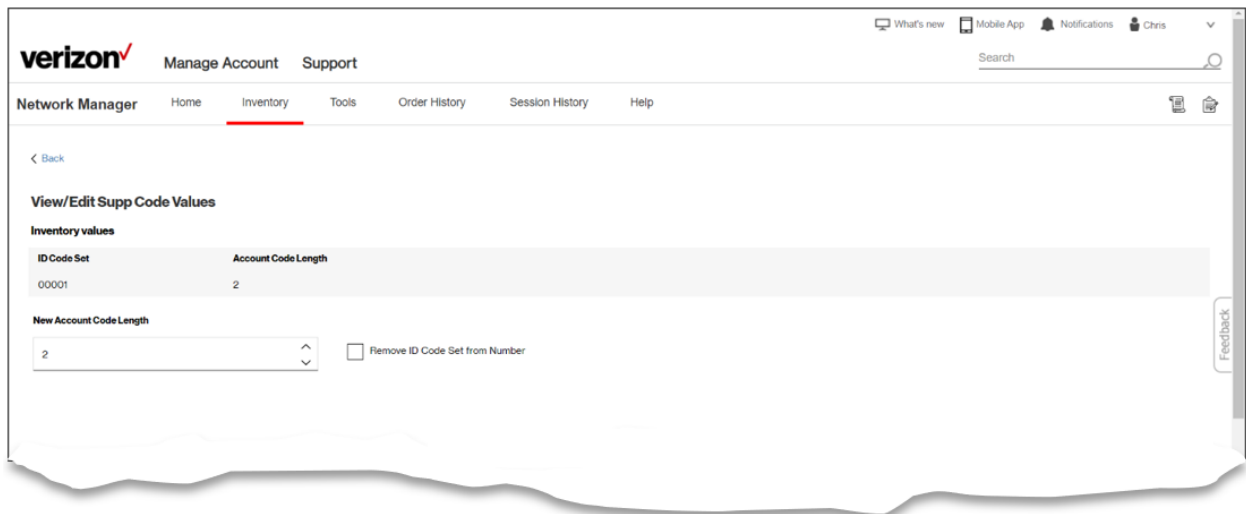 What's new Mobile App Notifications Chris
verizon
Manage Account Support
Search
Network Manager Home Inventory Tools Order History Session History Help
Back
View/Edit Supp Code Values
Inventory values
ID Code Set Account Code Length
00001 2
New Account Code Length
2 Remove ID Code Set from Number
Feedback